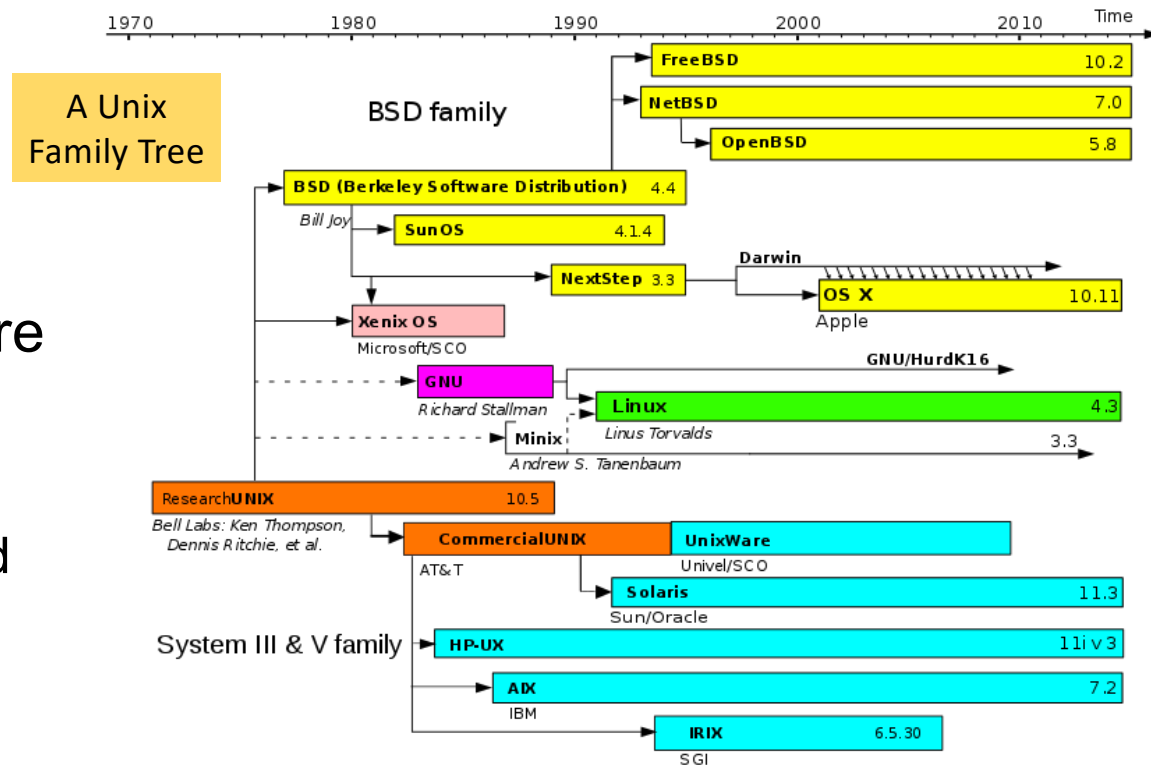 1970 1980 1990 2000 2010 Time
A Unix
Family Tree
BSD family
FreeBSD 10.2
NetBSD 7.0
OpenBSD 5.8
BSD (Berkeley Software Distribution) 4.4
Bill Joy
SunOS 4.1.4
Darwin
NextStep 3.3
OS X 10.11
Apple
re
Xenix OS
Microsoft/SCO
GNU/HurdK16
GNU
Richard Stallman
Linux 4.3
Linus Torvalds
Minix 3.3
Andrew S. Tanenbaum
ResearchUNIX 10.5
Bell Labs: Ken Thompson,
Dennis Ritchie, et al.
d
CommercialUNIX
AT&T
UnixWare
Univel/SCO
Solaris 11.3
Sun/Oracle
System III & V family
HP-UX 11i v 3
AIX 7.2
IBM
IRIX 6.5.30
SGI